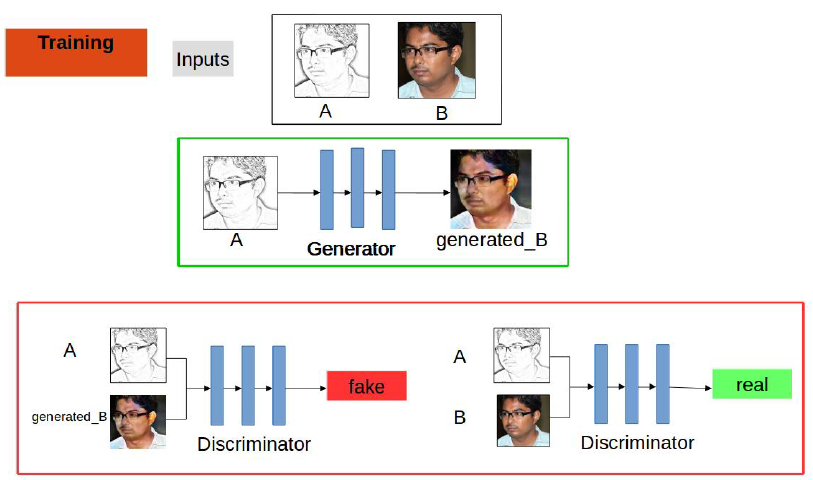 Training
Inputs
A
B
A
Generator
generated_B
A
generated_B
fake
Discriminator
A
B
real
Discriminator